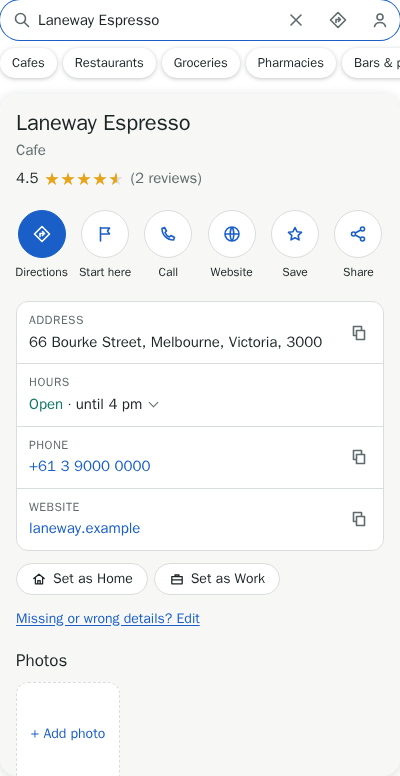 Laneway Espresso
Cafes
Restaurants
Groceries
Pharmacies
Bars & p
Laneway Espresso
Cafe
4.5 (2 reviews)
Directions
Start here
Call
Website
Save
Share
ADDRESS
66 Bourke Street, Melbourne, Victoria, 3000
HOURS
Open · until 4 pm
PHONE
+61 3 9000 0000
WEBSITE
laneway.example
Set as Home
Set as Work
Missing or wrong details? Edit
Photos
+ Add photo